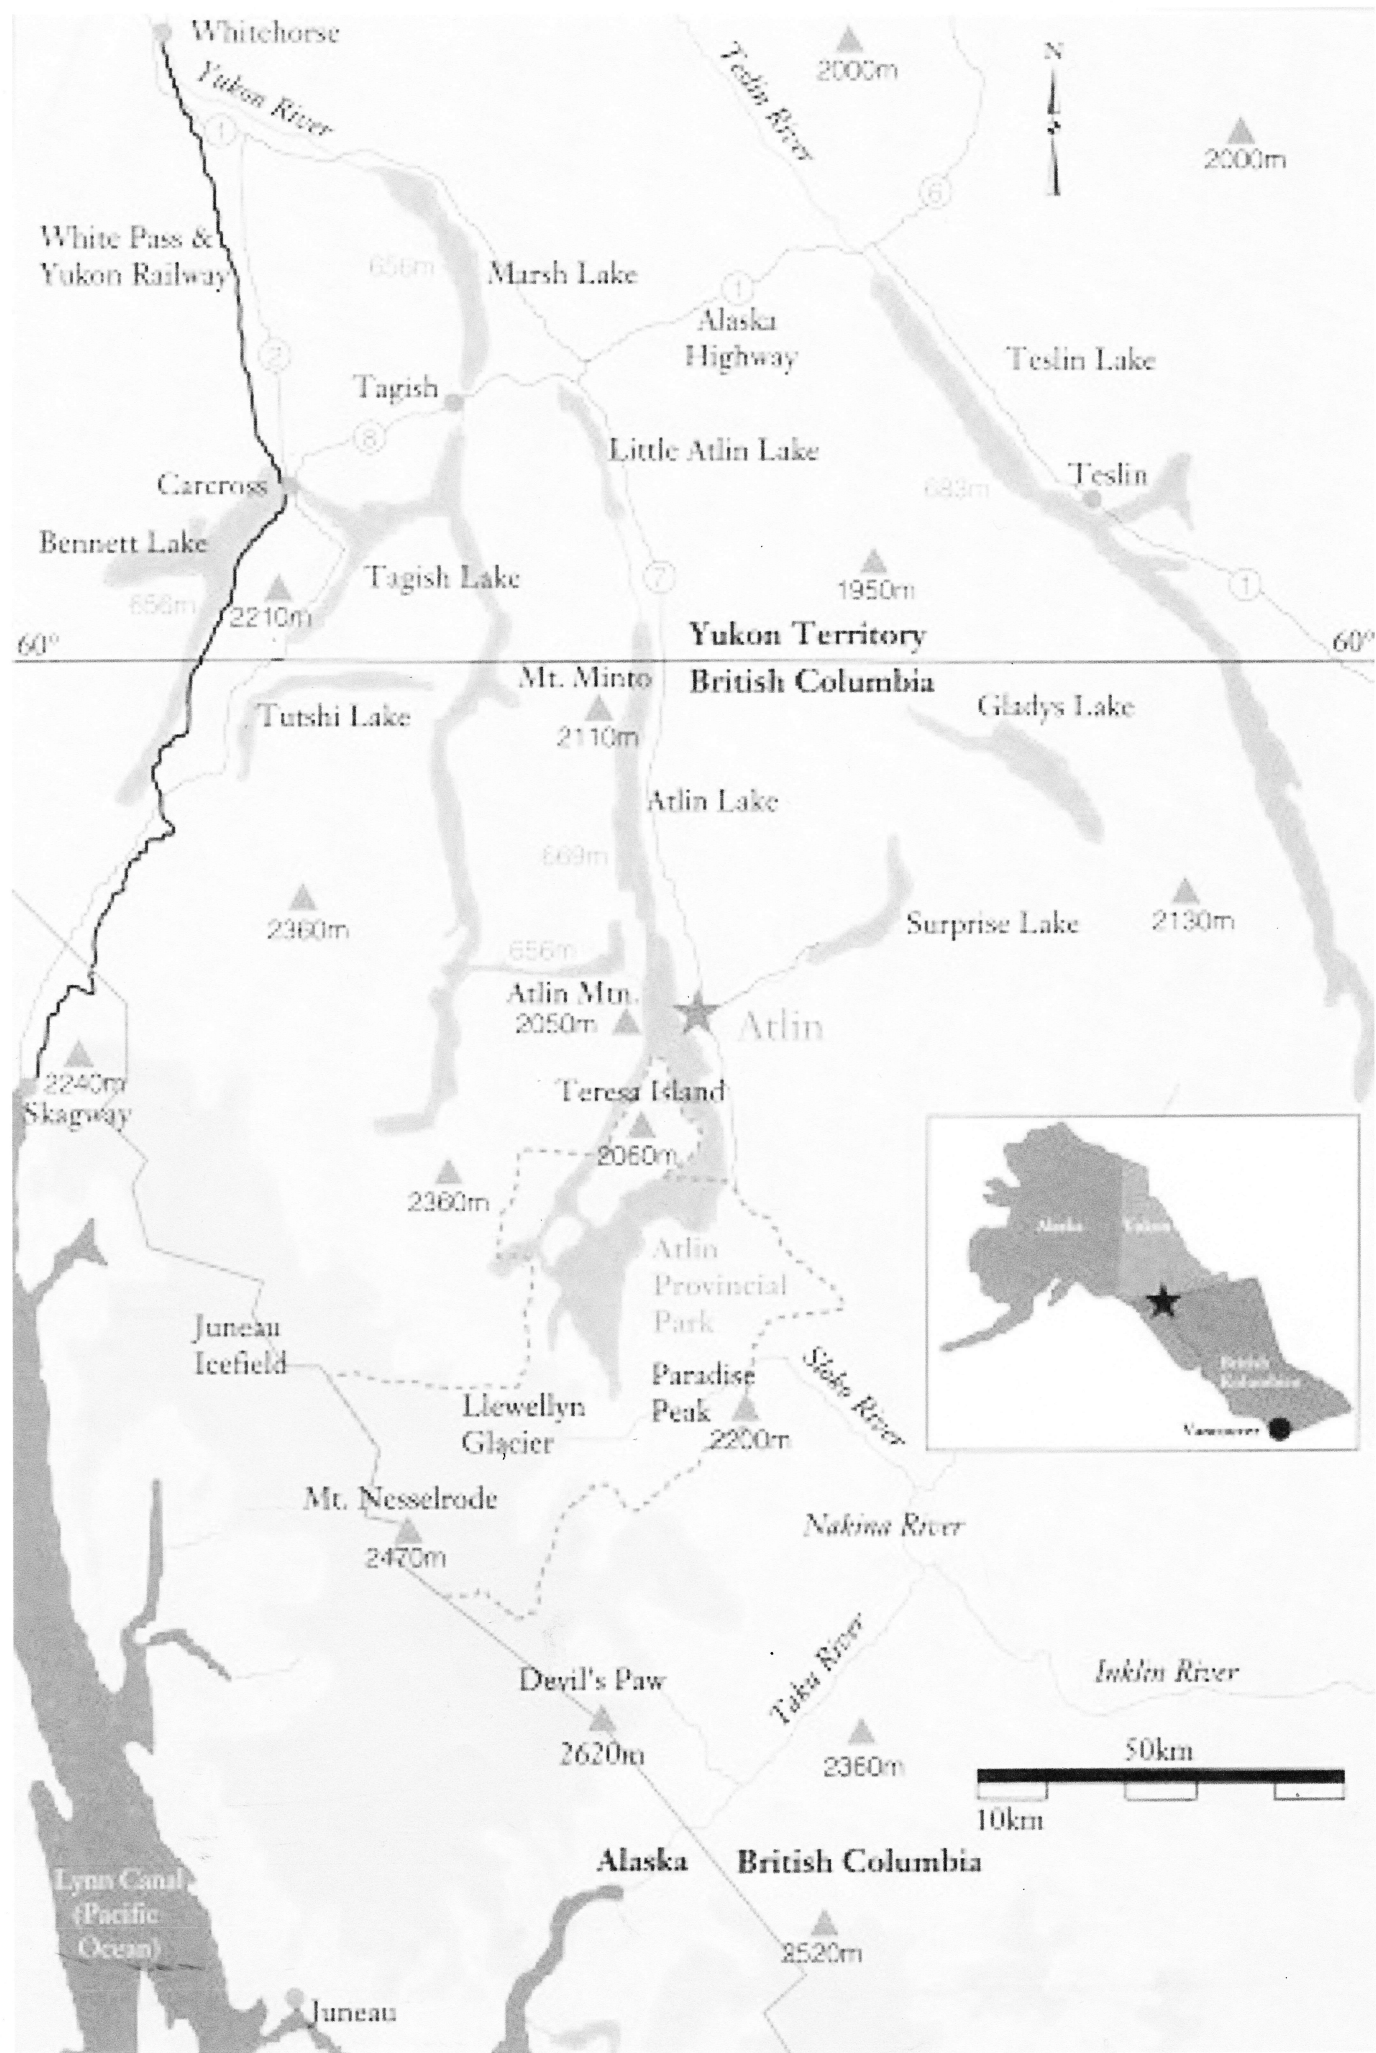 Whitehorse
Yukon River
Teslin River
2000m
N
2000m
1
6
White Pass &
Yukon Railway
656m
Marsh Lake
1
Alaska
Highway
2
Teslin Lake
Tagish
8
Little Atlin Lake
Carcross
683m
Teslin
Bennett Lake
656m
2210m
Tagish Lake
7
1950m
1
60°
Yukon Territory
60°
Mt. Minto
British Columbia
2110m
Tutshi Lake
Gladys Lake
Atlin Lake
669m
2360m
656m
Surprise Lake
2130m
Atlin Mtn.
2050m
Atlin
2240m
Skagway
Teresa Island
2060m
2360m
Alaska
Yukon
British
Vancouver
Atlin
Provincial
Park
Juneau
Icefield
Paradise
Peak
2200m
Sloko River
Llewellyn
Glacier
Mt. Nesselrode
2470m
Nakina River
Taku River
Inklin River
Devil's Paw
2620m
2360m
50km
10km
Alaska
British Columbia
Lynn Canal
(Pacific
Ocean)
2520m
Juneau